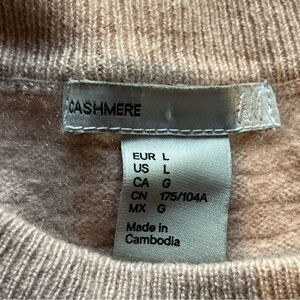 CASHMERE
EUR L
US L
CA G
CN 175/104A
MX G
Made in
Cambodia